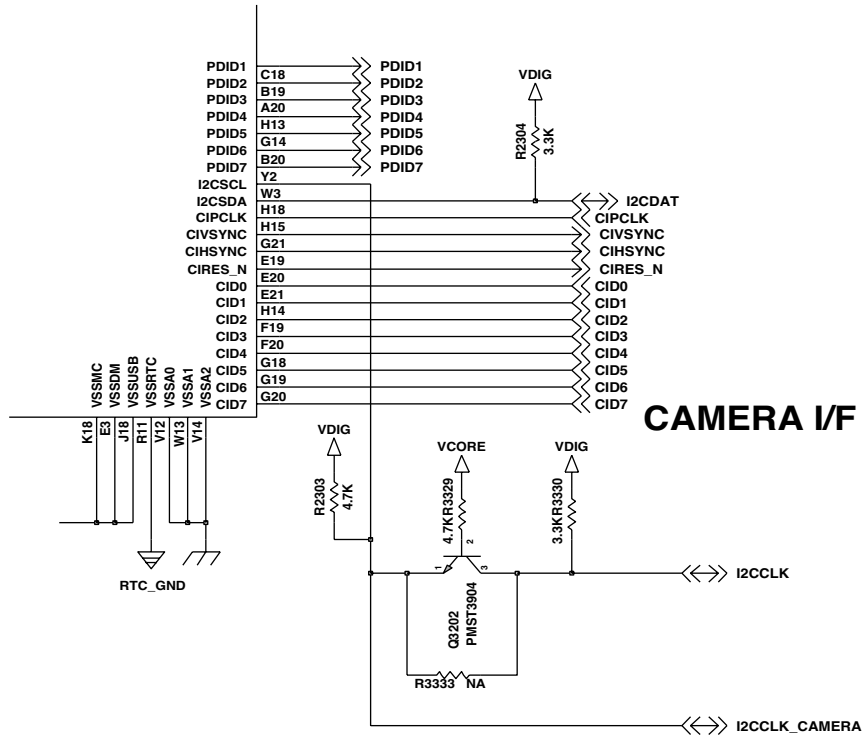 PDID1 PDID1
C18
PDID2 PDID2
B19
PDID3 PDID3
A20
PDID4 PDID4
H13
PDID5 PDID5
G14
PDID6 PDID6
B20
PDID7 PDID7
Y2
I2CSCL
W3
I2CSDA I2CDAT
H18
CIPCLK CIPCLK
H15
CIVSYNC CIVSYNC
G21
CIHSYNC CIHSYNC
E19
CIRES_N CIRES_N
E20
CID0 CID0
E21
CID1 CID1
H14
CID2 CID2
F19
CID3 CID3
F20
CID4 CID4
G18
CID5 CID5
G19
CID6 CID6
G20
CID7 CID7
VDIG
R2304
3.3K
VSSMC
VSSDM
VSSUSB
VSSRTC
VSSA0
VSSA1
VSSA2
K18
E3
J18
R11
V12
W13
V14
RTC_GND
CAMERA I/F
VDIG
R2303
4.7K
VCORE
4.7KR3329
VDIG
3.3KR3330
2
1
3
Q3202
PMST3904
R3333 NA
I2CCLK
I2CCLK_CAMERA